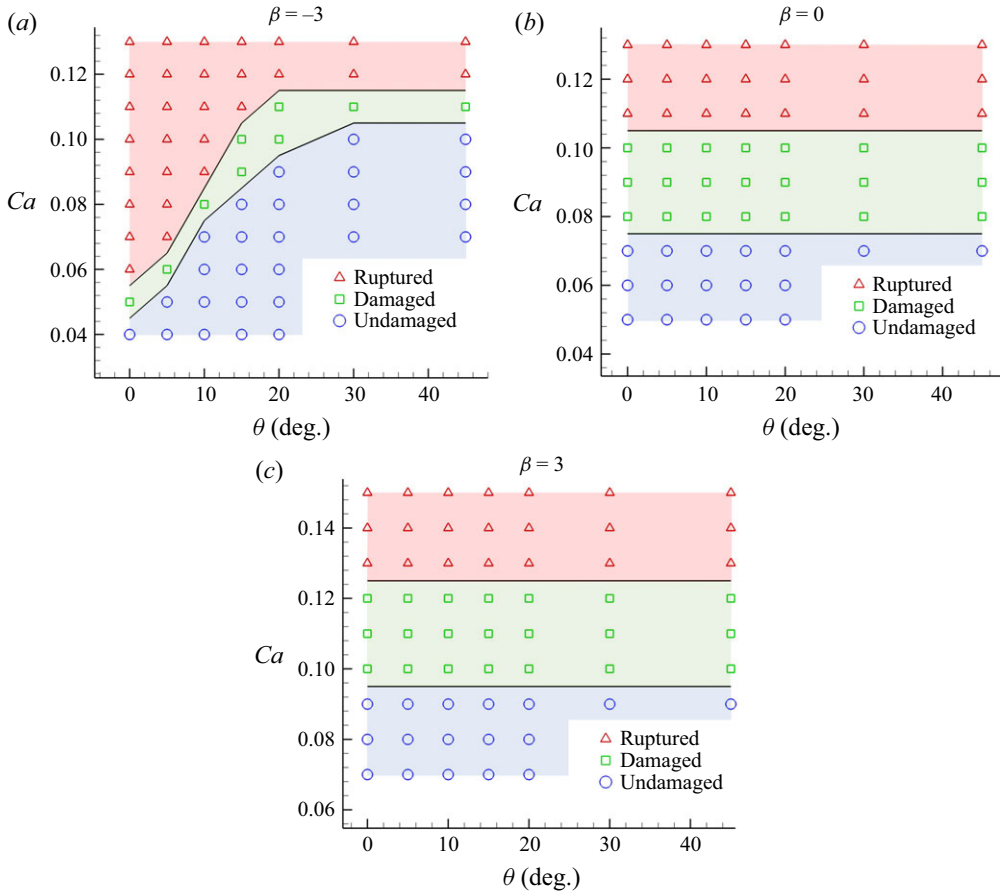 (a)
β = –3
0.12
0.10
Ca
0.08
0.06
0.04
Ruptured
Damaged
Undamaged
0
10
20
30
40
θ (deg.)
(b)
β = 0
0.12
0.10
Ca
0.08
0.06
0.04
Ruptured
Damaged
Undamaged
0
10
20
30
40
θ (deg.)
(c)
β = 3
0.14
0.12
Ca
0.10
0.08
0.06
Ruptured
Damaged
Undamaged
0
10
20
30
40
θ (deg.)